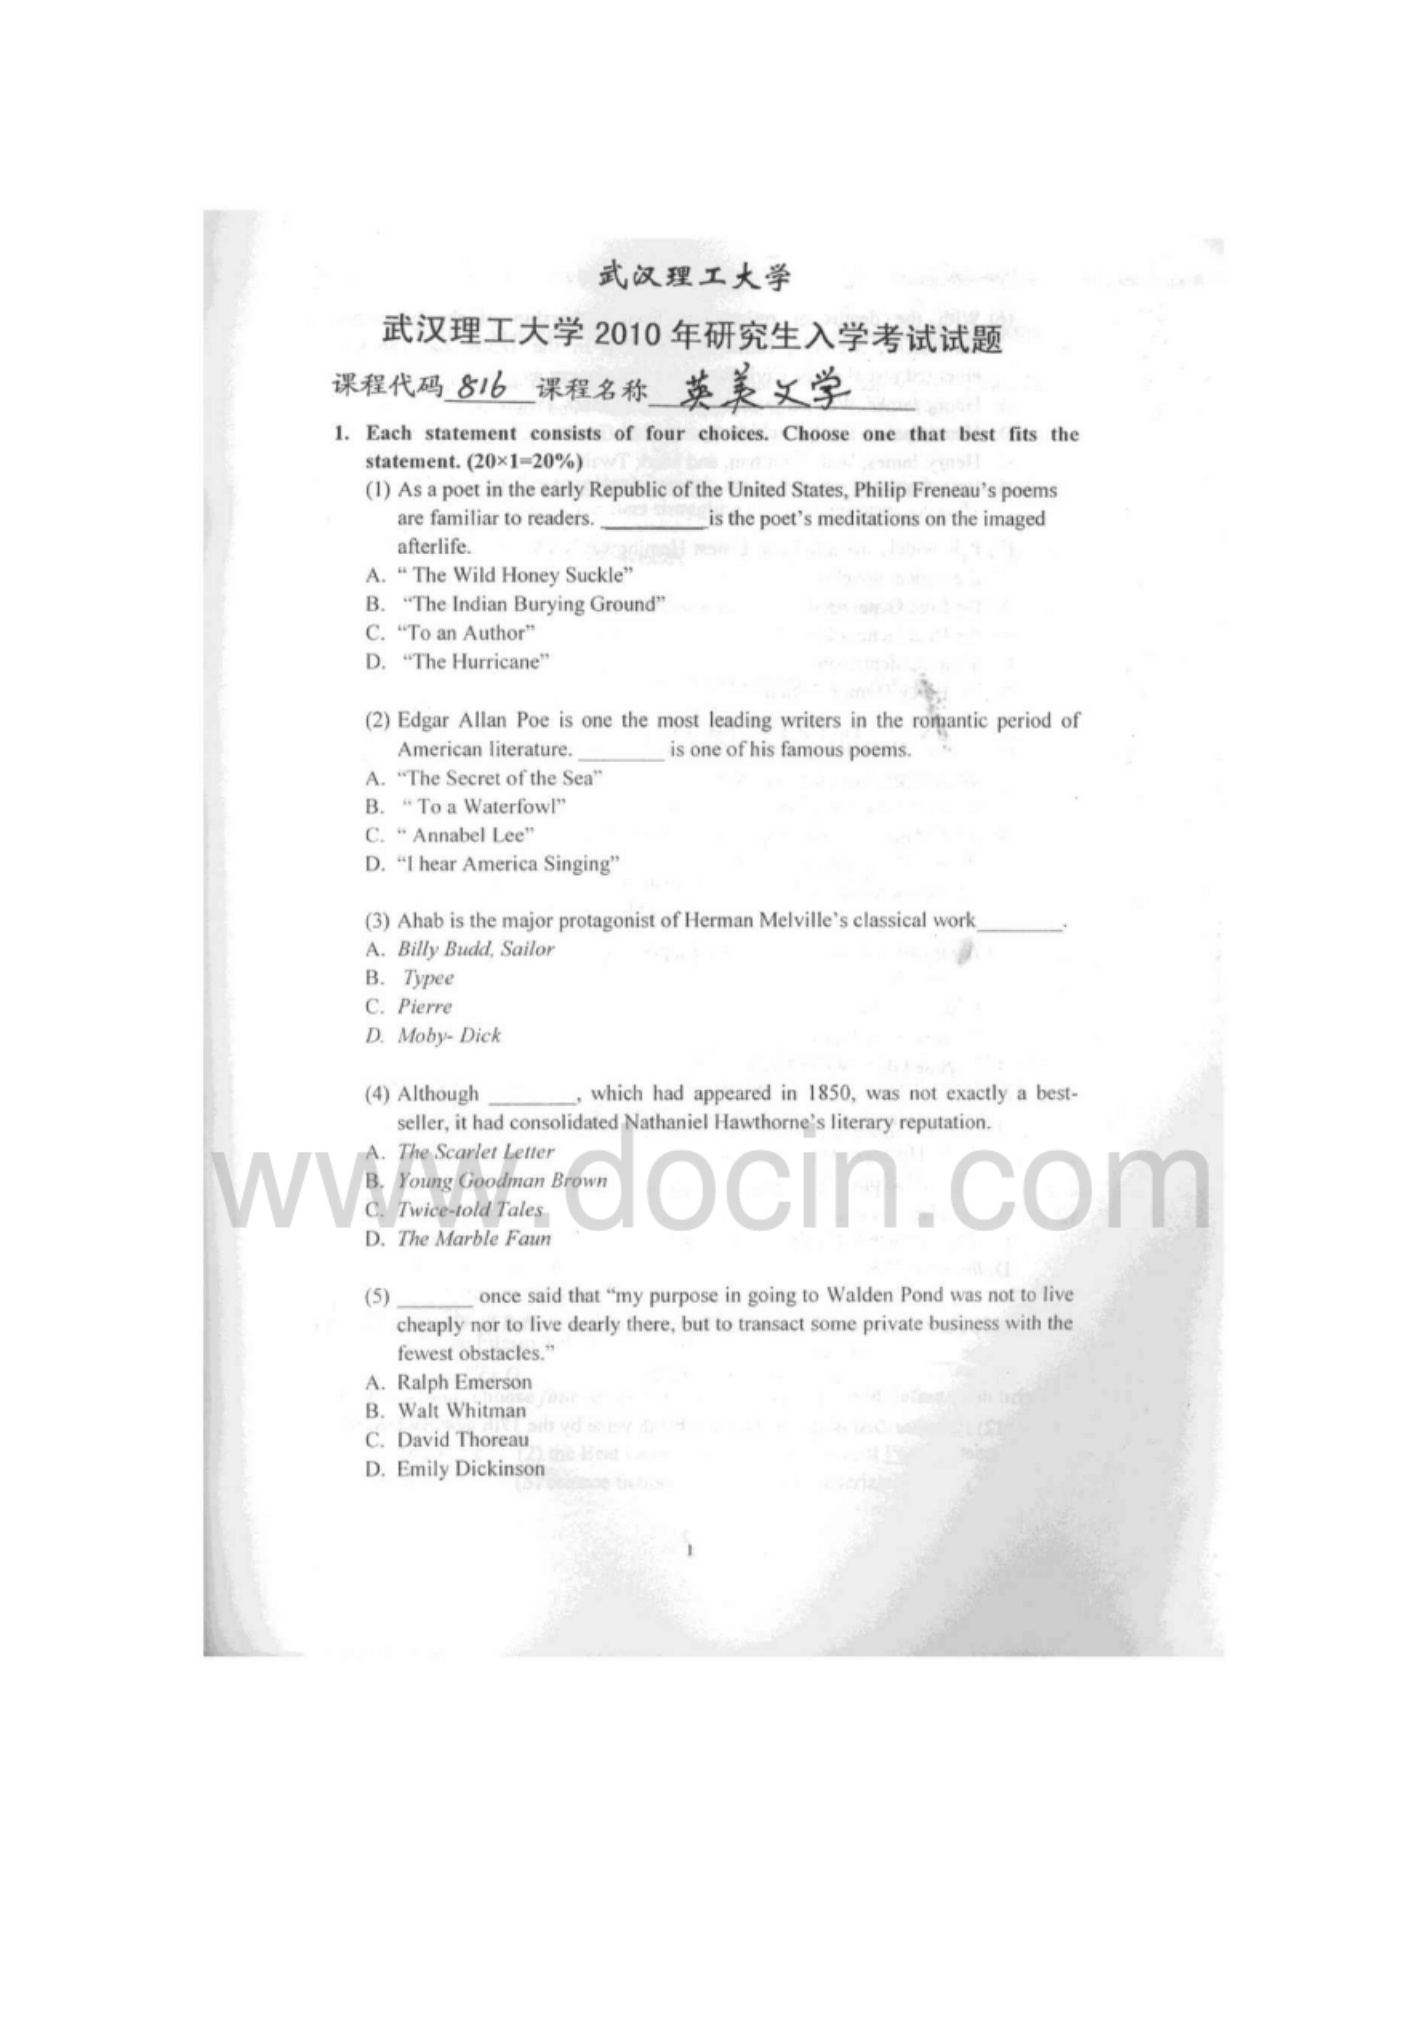 武汉理工大学
武汉理工大学 2010 年研究生入学考试试题
课程代码 816 课程名称 英美文学
1. Each statement consists of four choices. Choose one that best fits the
statement. (20×1=20%)
(1) As a poet in the early Republic of the United States, Philip Freneau's poems
are familiar to readers. __________is the poet's meditations on the imaged
afterlife.
A. “ The Wild Honey Suckle”
B. “The Indian Burying Ground”
C. “To an Author”
D. “The Hurricane”
(2) Edgar Allan Poe is one the most leading writers in the romantic period of
American literature. ________ is one of his famous poems.
A. “The Secret of the Sea”
B. “ To a Waterfowl”
C. “ Annabel Lee”
D. “I hear America Singing”
(3) Ahab is the major protagonist of Herman Melville's classical work________.
A. Billy Budd, Sailor
B. Typee
C. Pierre
D. Moby- Dick
(4) Although ________, which had appeared in 1850, was not exactly a best-
seller, it had consolidated Nathaniel Hawthorne's literary reputation.
A. The Scarlet Letter
B. Young Goodman Brown
C. Twice-told Tales
D. The Marble Faun
www.docin.com
(5) _______ once said that “my purpose in going to Walden Pond was not to live
cheaply nor to live dearly there, but to transact some private business with the
fewest obstacles.”
A. Ralph Emerson
B. Walt Whitman
C. David Thoreau
D. Emily Dickinson
1